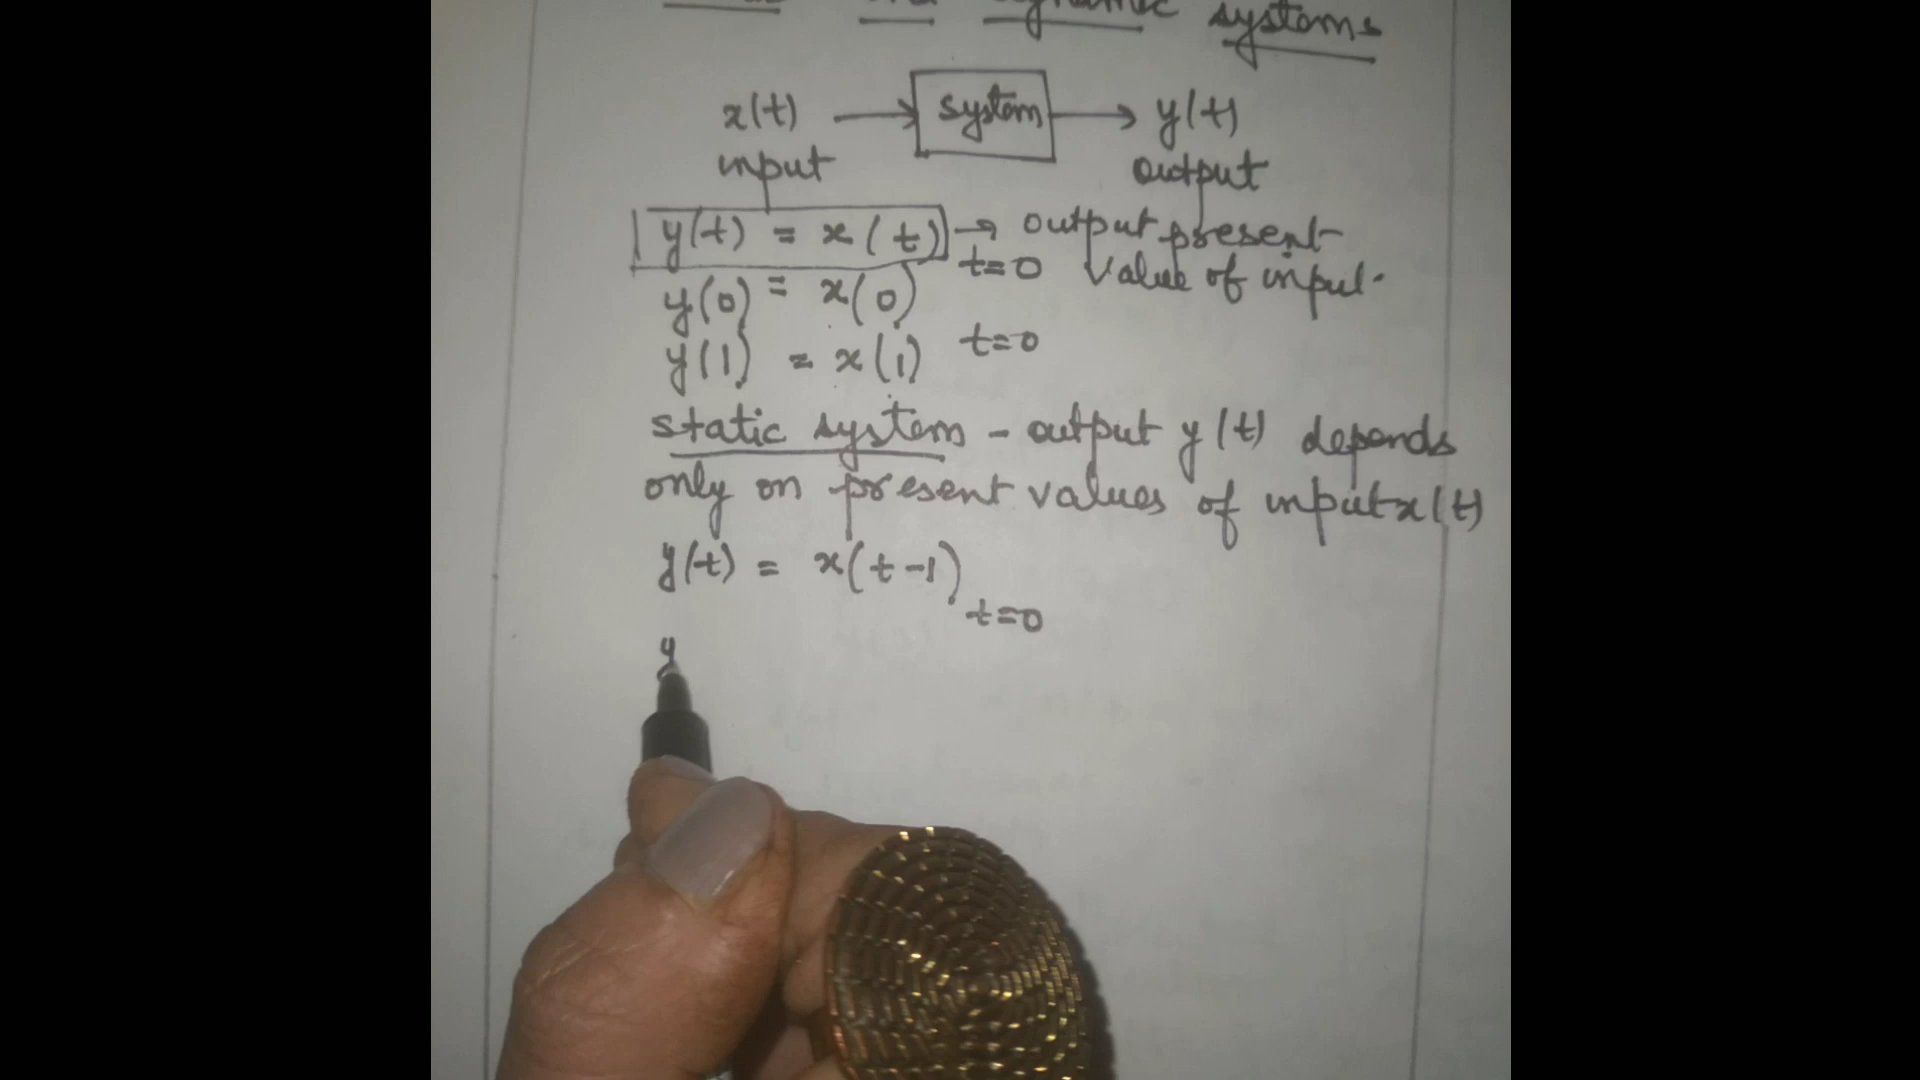 systems
x(t) → system → y(t)
input output
y(t) = x(t) → output present
t=0 value of input.
y(0) = x(0)
t=0
y(1) = x(1)
static system - output y(t) depends
only on present values of input x(t)
y(t) = x(t-1)
t=0
y